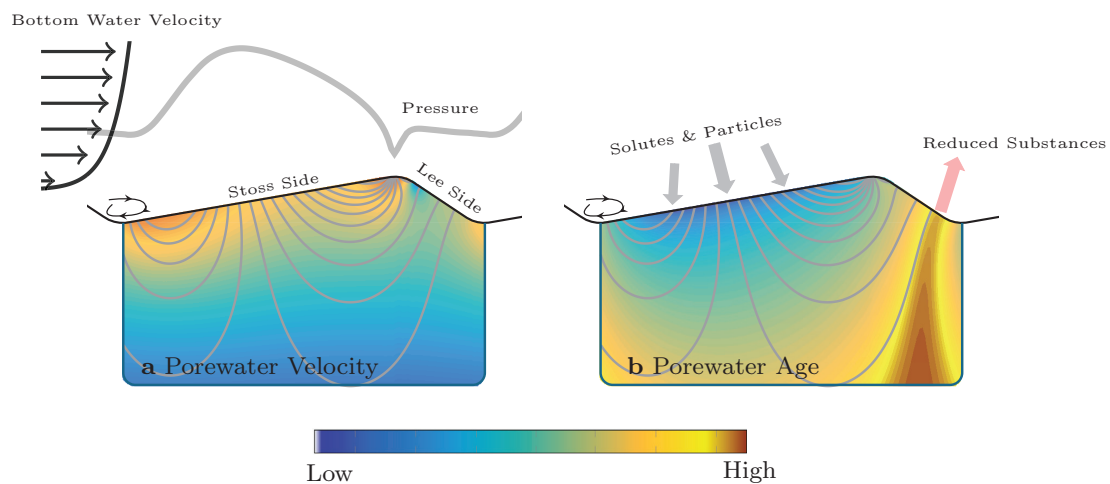 Bottom Water Velocity
Pressure
Stoss Side
Lee Side
a Porewater Velocity
Solutes & Particles
Reduced Substances
b Porewater Age
Low
High